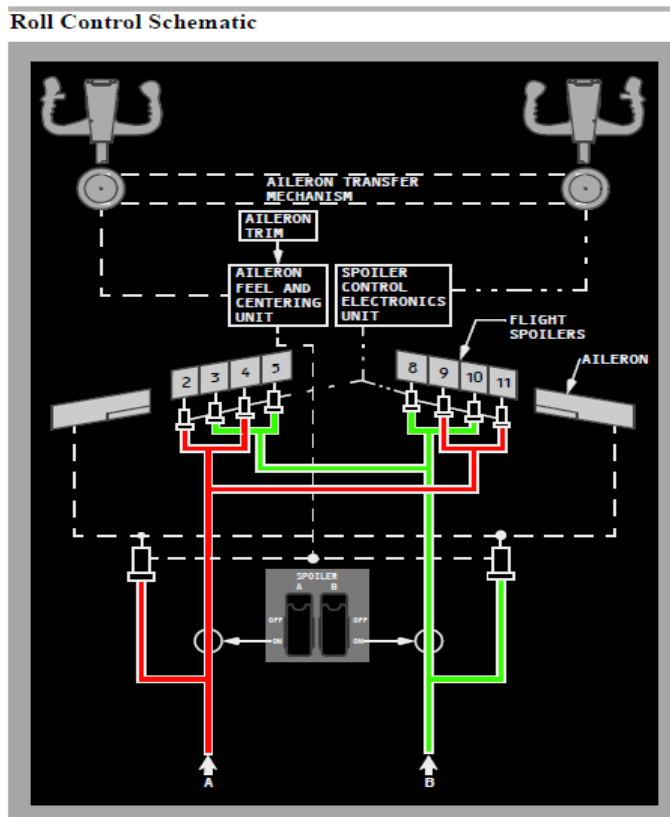 Roll Control Schematic
AILERON TRANSFER
MECHANISM
AILERON
TRIM
AILERON
FEEL AND
CENTERING
UNIT
SPOILER
CONTROL
ELECTRONICS
UNIT
FLIGHT
SPOILERS
AILERON
2 3 4 5
8 9 10 11
SPOILER
A B
OFF OFF
ON ON
A B